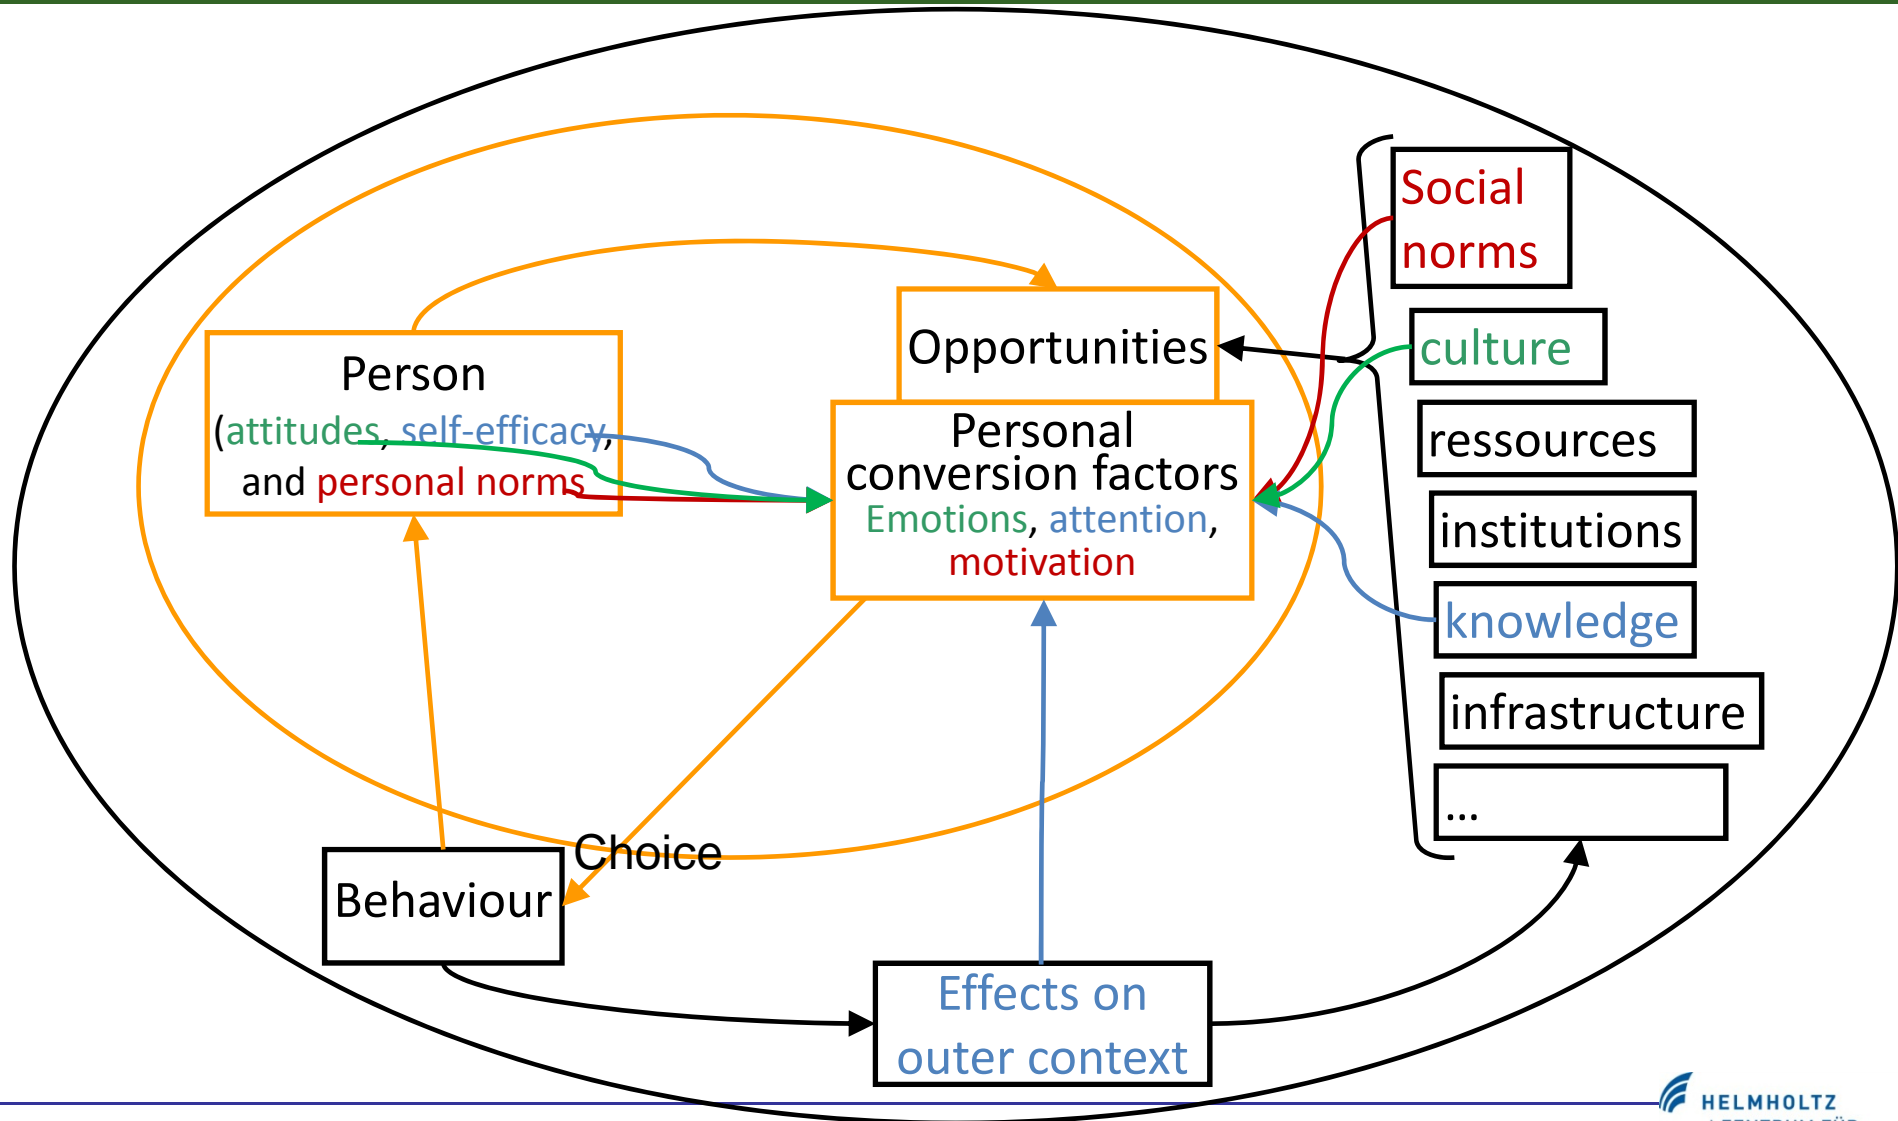 Social
norms
Opportunities
culture
Person
(attitudes, self-efficacy,
and personal norms
Personal
conversion factors
Emotions, attention,
motivation
ressources
institutions
knowledge
infrastructure
...
Choice
Behaviour
Effects on
outer context
HELMHOLTZ